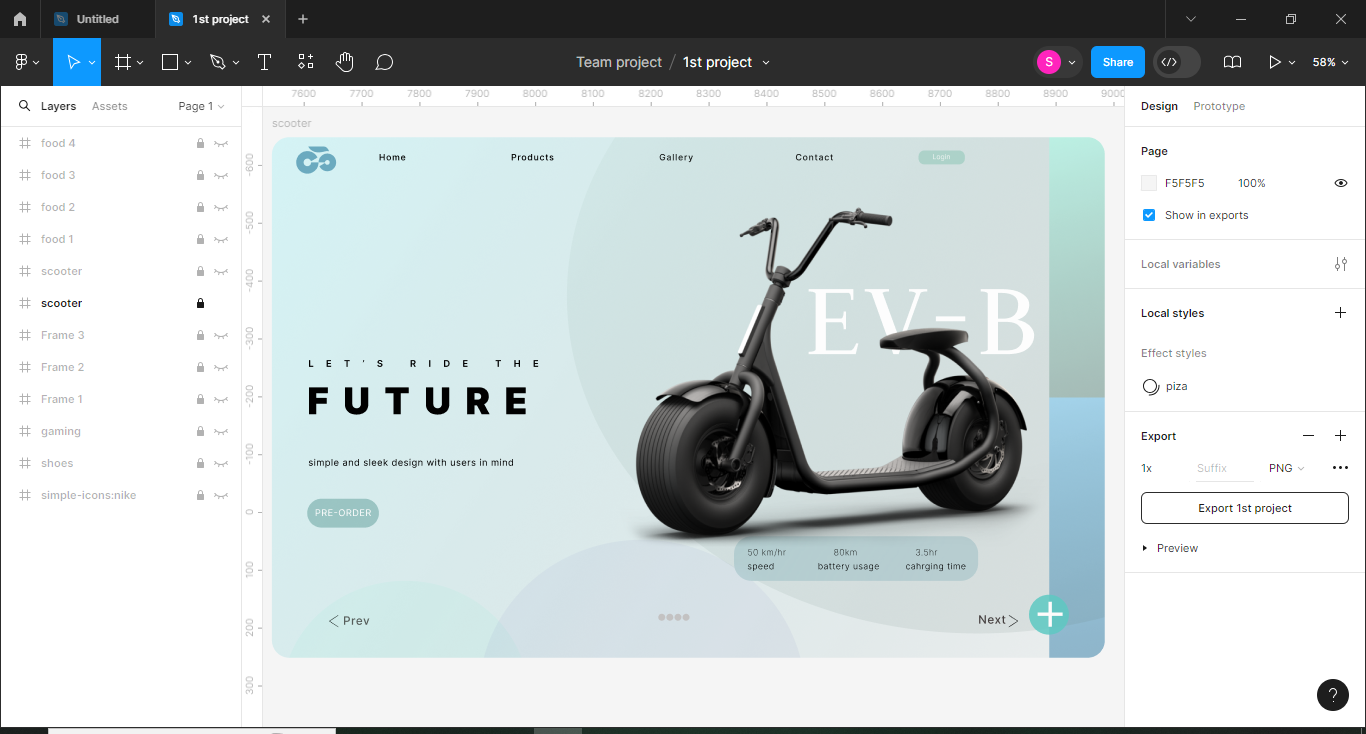 Untitled
1st project
Team project / 1st project
S
Share
58%
Layers
Assets
Page 1
7600 7700 7800 7900 8000 8100 8200 8300 8400 8500 8600 8700 8800 8900 9000
Design
Prototype
food 4
food 3
food 2
food 1
scooter
scooter
Frame 3
Frame 2
Frame 1
gaming
shoes
simple-icons:nike
-600
-500
-400
-300
-200
-100
0
100
200
300
scooter
Home
Products
Gallery
Contact
Login
EV-B
LET'S RIDE THE
FUTURE
simple and sleek design with users in mind
PRE-ORDER
50 km/hr
80km
3.5hr
speed
battery usage
cahrging time
Prev
Next
Page
F5F5F5
100%
Show in exports
Local variables
Local styles
Effect styles
piza
Export
1x
Suffix
PNG
Export 1st project
Preview
?